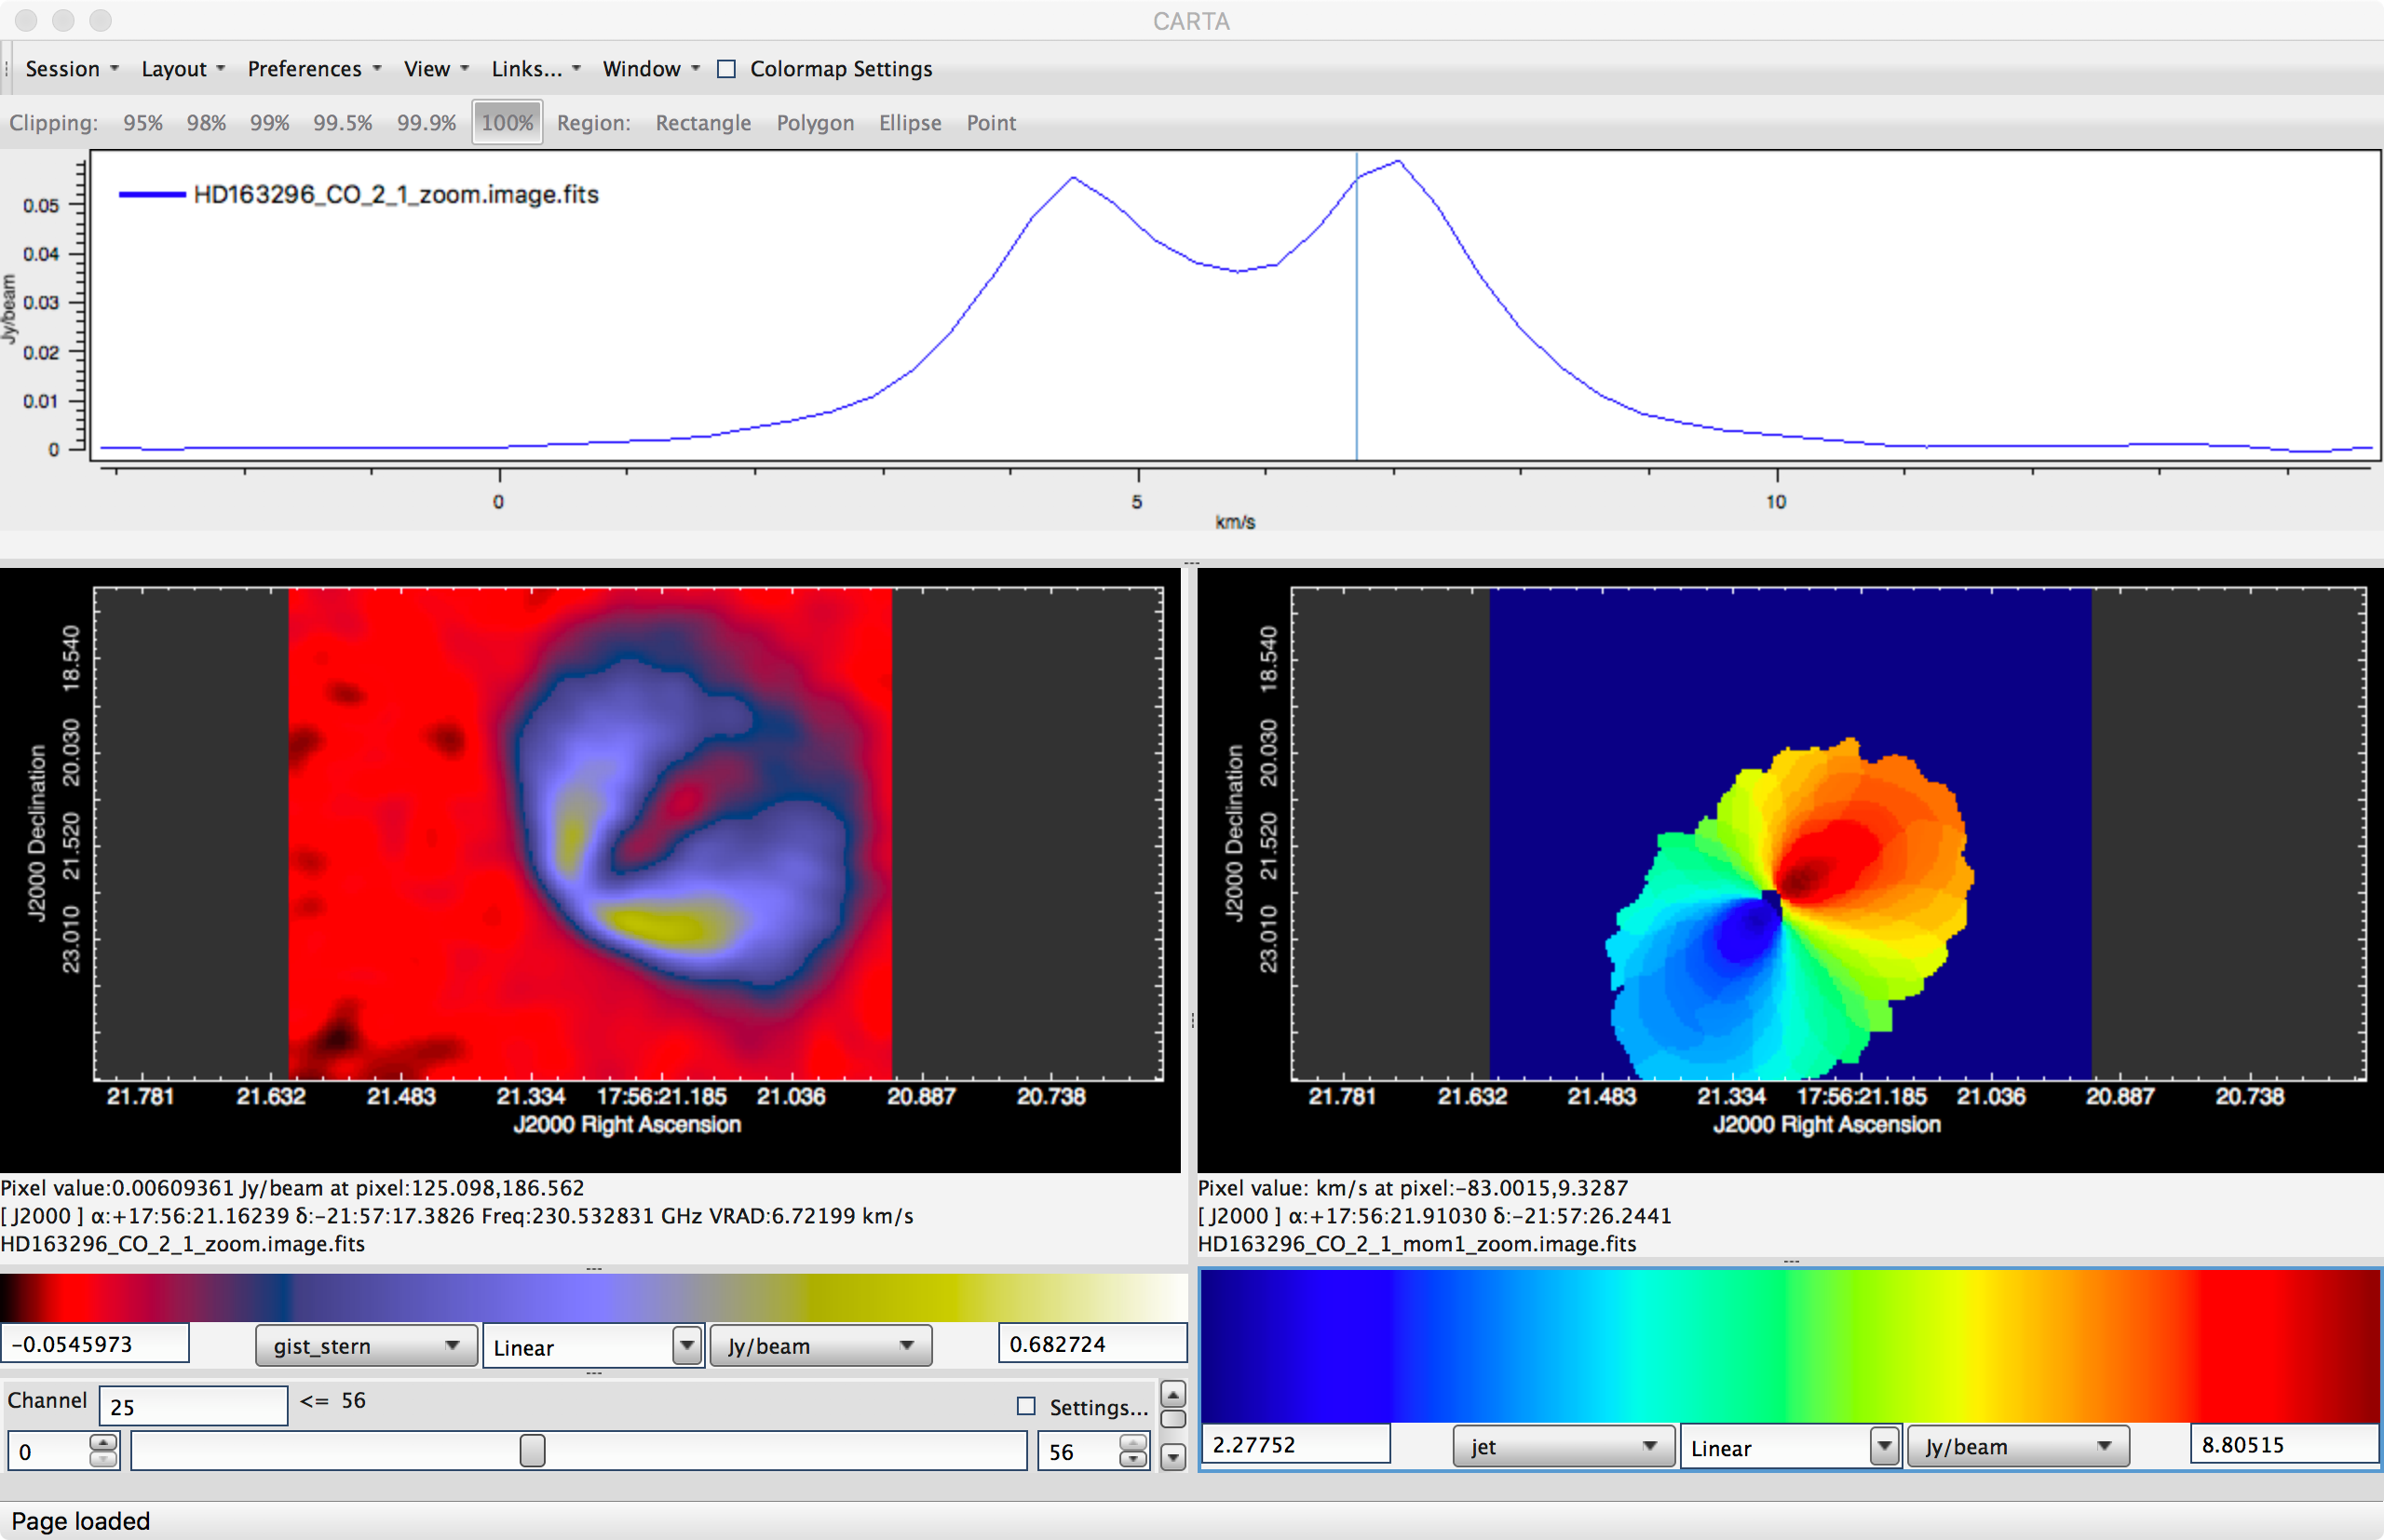 CARTA
Session Layout Preferences View Links... Window Colormap Settings
Clipping: 95% 98% 99% 99.5% 99.9% 100% Region: Rectangle Polygon Ellipse Point
HD163296_CO_2_1_zoom.image.fits
Jy/beam
0.05
0.04
0.03
0.02
0.01
0
0 5 10
km/s
J2000 Declination
18.540
20.030
21.520
23.010
21.781 21.632 21.483 21.334 17:56:21.185 21.036 20.887 20.738
J2000 Right Ascension
J2000 Declination
18.540
20.030
21.520
23.010
21.781 21.632 21.483 21.334 17:56:21.185 21.036 20.887 20.738
J2000 Right Ascension
Pixel value:0.00609361 Jy/beam at pixel:125.098,186.562
[ J2000 ] α:+17:56:21.16239 δ:-21:57:17.3826 Freq:230.532831 GHz VRAD:6.72199 km/s
HD163296_CO_2_1_zoom.image.fits
Pixel value: km/s at pixel:-83.0015,9.3287
[ J2000 ] α:+17:56:21.91030 δ:-21:57:26.2441
HD163296_CO_2_1_mom1_zoom.image.fits
-0.0545973 gist_stern Linear Jy/beam 0.682724
Channel 25 <= 56 Settings...
0 56
2.27752 jet Linear Jy/beam 8.80515
Page loaded